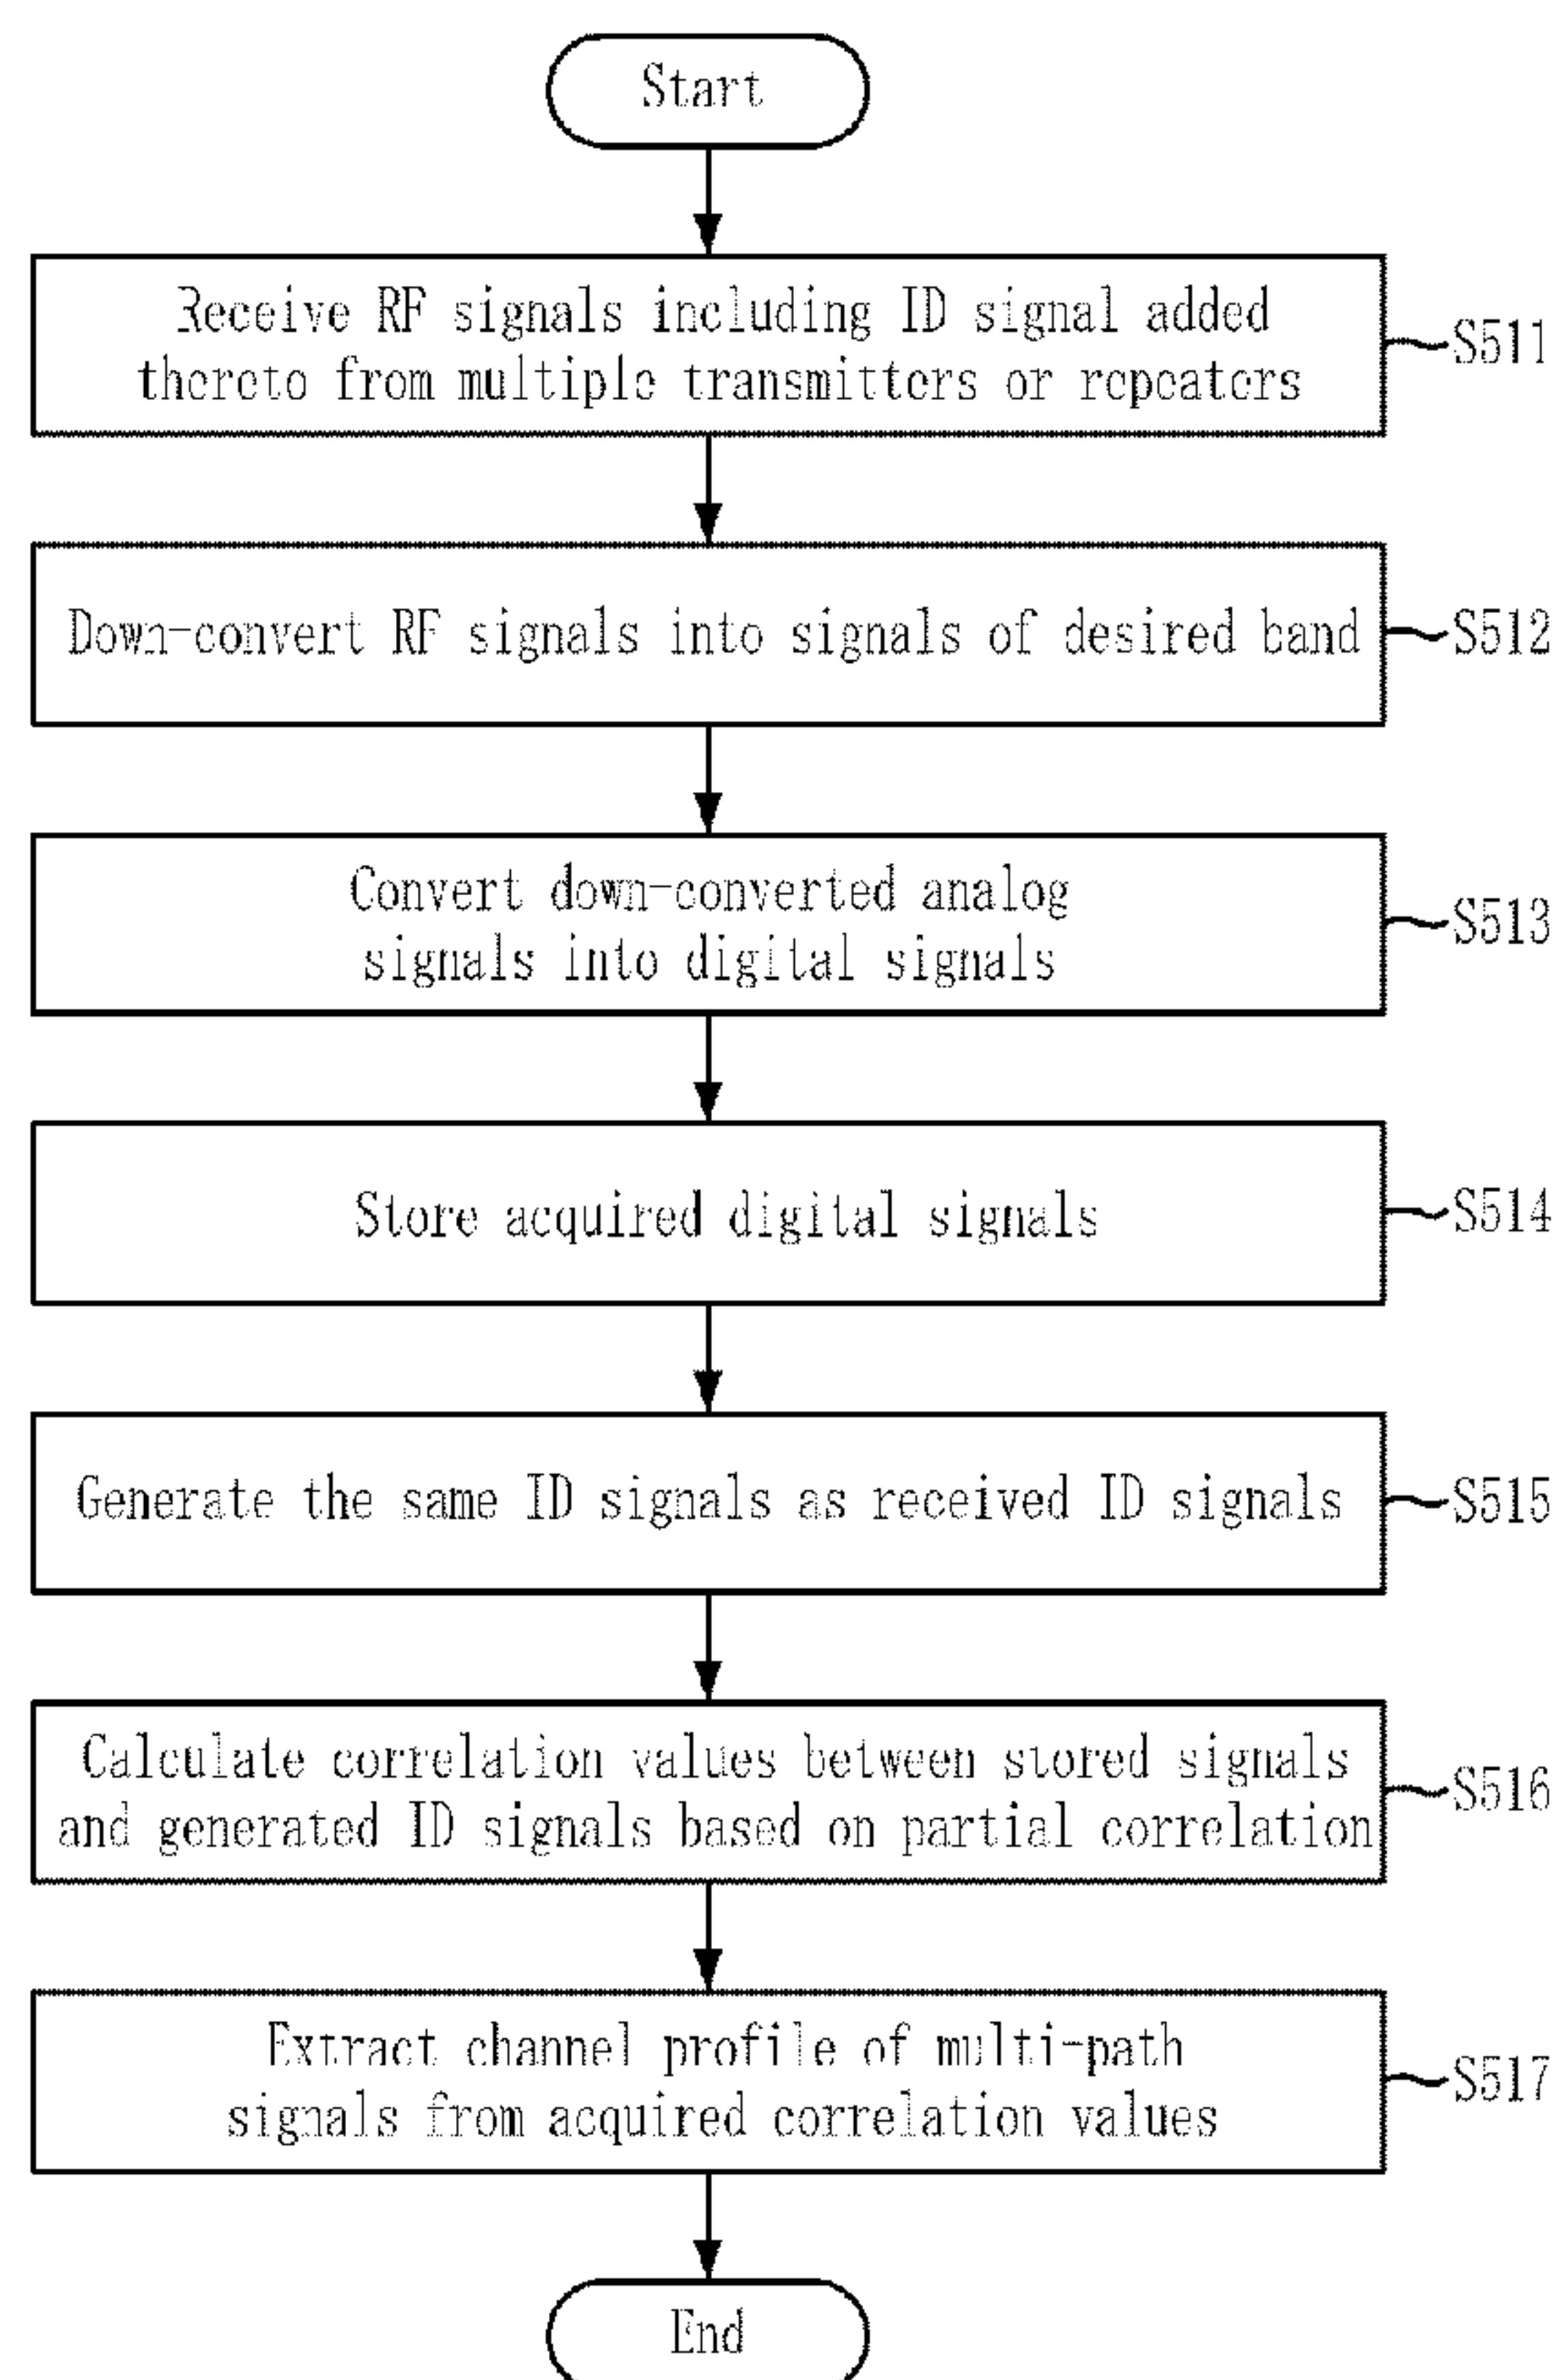 Start
Receive RF signals including ID signal added
thereto from multiple transmitters or repeaters
S511
Down-convert RF signals into signals of desired band
S512
Convert down-converted analog
signals into digital signals
S513
Store acquired digital signals
S514
Generate the same ID signals as received ID signals
S515
Calculate correlation values between stored signals
and generated ID signals based on partial correlation
S516
Extract channel profile of multi-path
signals from acquired correlation values
S517
End